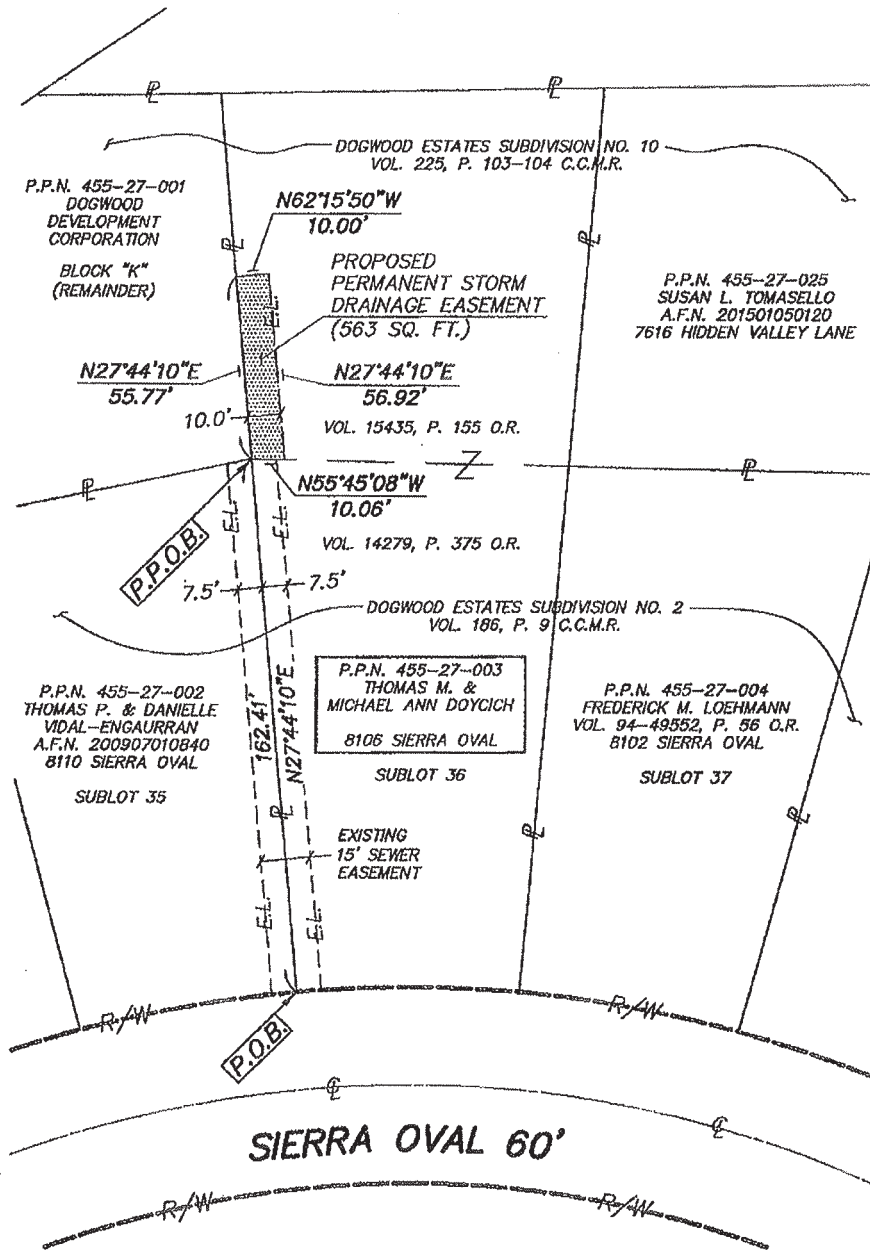 ℄
℄
DOGWOOD ESTATES SUBDIVISION NO. 10
VOL. 225, P. 103-104 C.C.M.R.
P.P.N. 455-27-001
DOGWOOD
DEVELOPMENT
CORPORATION
BLOCK "K"
(REMAINDER)
N62°15'50"W
10.00'
PROPOSED
PERMANENT STORM
DRAINAGE EASEMENT
(563 SQ. FT.)
P.P.N. 455-27-025
SUSAN L. TOMASELLO
A.F.N. 201501050120
7616 HIDDEN VALLEY LANE
E.L.
N27°44'10"E
55.77'
N27°44'10"E
56.92'
10.0'
VOL. 15435, P. 155 O.R.
Z
N55°45'08"W
10.06'
E.L.
E.L.
P.P.O.B.
VOL. 14279, P. 375 O.R.
7.5'
7.5'
DOGWOOD ESTATES SUBDIVISION NO. 2
VOL. 186, P. 9 C.C.M.R.
P.P.N. 455-27-002
THOMAS P. & DANIELLE
VIDAL-ENGAURRAN
A.F.N. 200907010840
8110 SIERRA OVAL
SUBLOT 35
162.41'
N27°44'10"E
P.P.N. 455-27-003
THOMAS M. &
MICHAEL ANN DOYCICH
8106 SIERRA OVAL
SUBLOT 36
P.P.N. 455-27-004
FREDERICK M. LOEHMANN
VOL. 94-49552, P. 56 O.R.
8102 SIERRA OVAL
SUBLOT 37
EXISTING
15' SEWER
EASEMENT
E.L.
E.L.
R/W
R/W
P.O.B.
SIERRA OVAL 60'
R/W
R/W